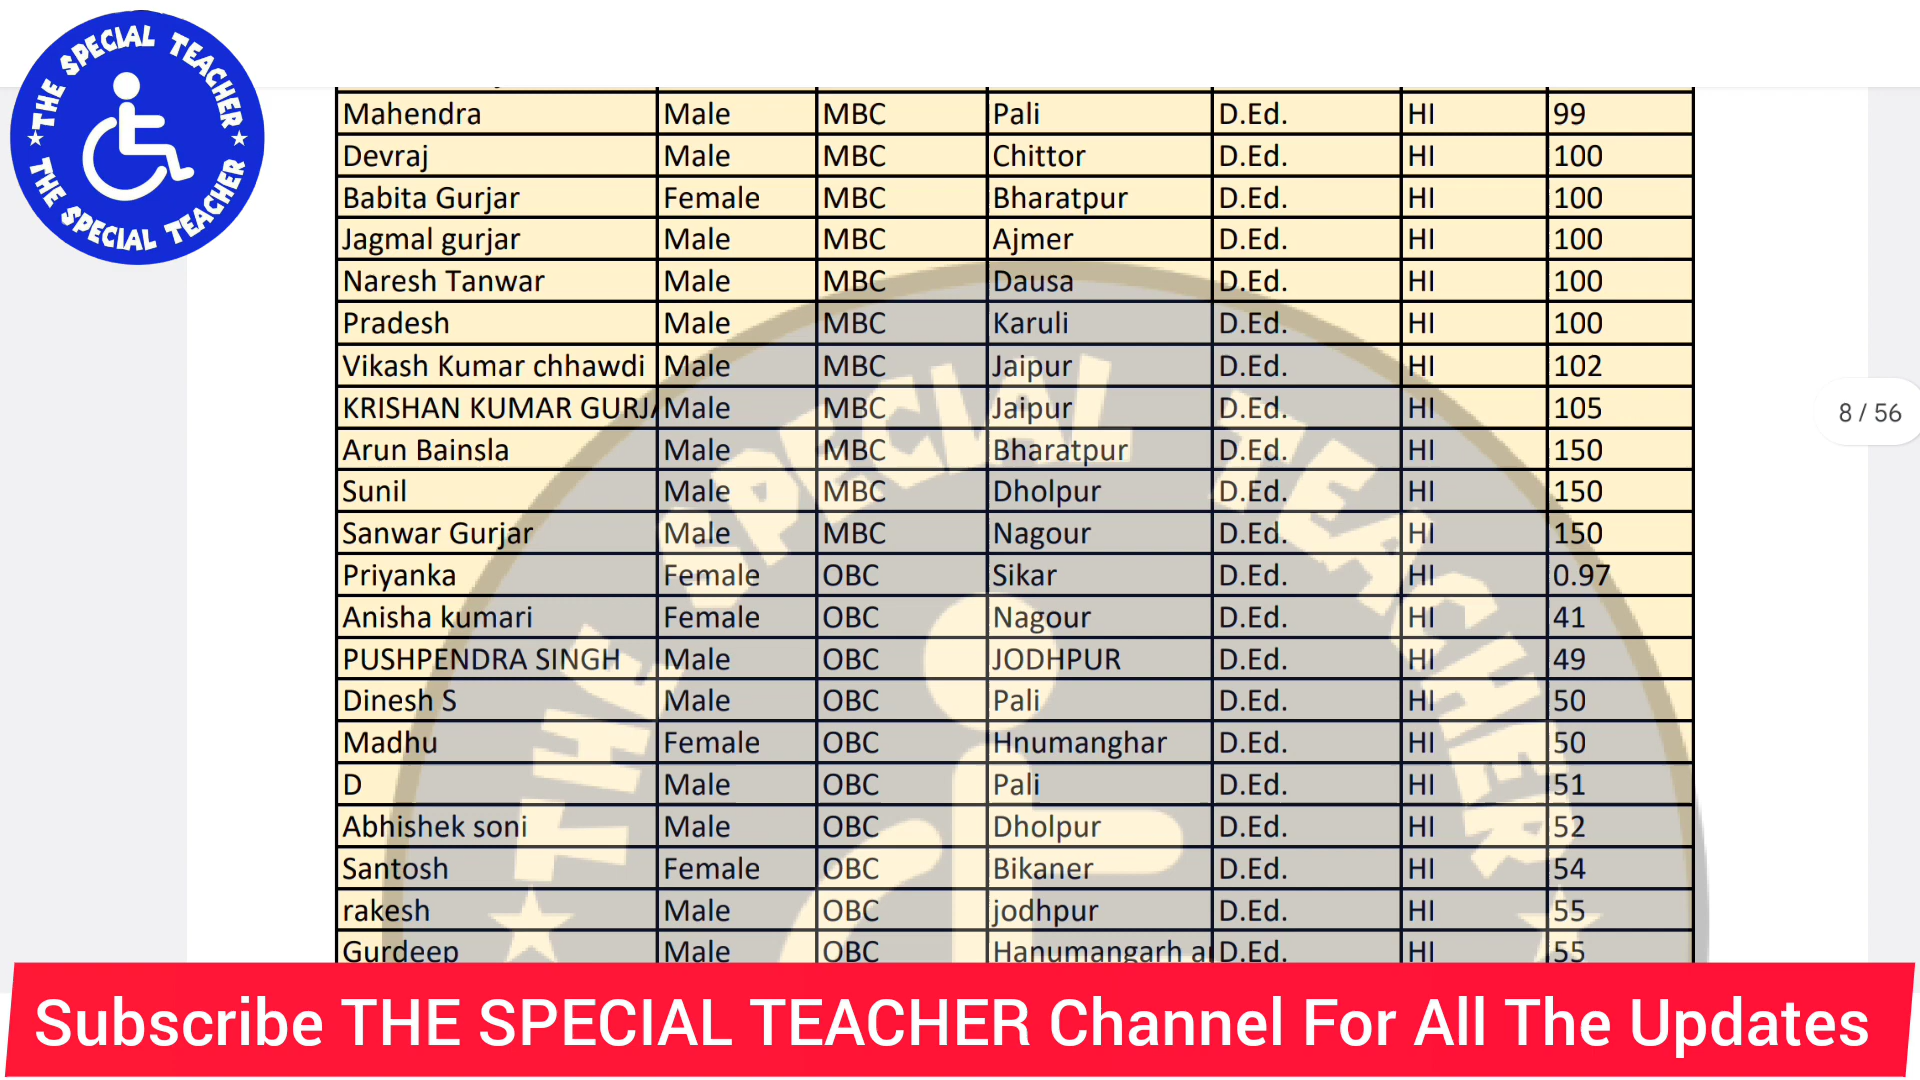 THE SPECIAL TEACHER
THE SPECIAL TEACHER
Mahendra Male MBC Pali D.Ed. HI 99
Devraj Male MBC Chittor D.Ed. HI 100
Babita Gurjar Female MBC Bharatpur D.Ed. HI 100
Jagmal gurjar Male MBC Ajmer D.Ed. HI 100
Naresh Tanwar Male MBC Dausa D.Ed. HI 100
Pradesh Male MBC Karuli D.Ed. HI 100
Vikash Kumar chhawdi Male MBC Jaipur D.Ed. HI 102
KRISHAN KUMAR GURJA Male MBC Jaipur D.Ed. HI 105
Arun Bainsla Male MBC Bharatpur D.Ed. HI 150
Sunil Male MBC Dholpur D.Ed. HI 150
Sanwar Gurjar Male MBC Nagour D.Ed. HI 150
Priyanka Female OBC Sikar D.Ed. HI 0.97
Anisha kumari Female OBC Nagour D.Ed. HI 41
PUSHPENDRA SINGH Male OBC JODHPUR D.Ed. HI 49
Dinesh S Male OBC Pali D.Ed. HI 50
Madhu Female OBC Hnumanghar D.Ed. HI 50
D Male OBC Pali D.Ed. HI 51
Abhishek soni Male OBC Dholpur D.Ed. HI 52
Santosh Female OBC Bikaner D.Ed. HI 54
rakesh Male OBC jodhpur D.Ed. HI 55
Gurdeep Male OBC Hanumangarh D.Ed. HI 55
THE SPECIAL TEACHER
8 / 56
Subscribe THE SPECIAL TEACHER Channel For All The Updates